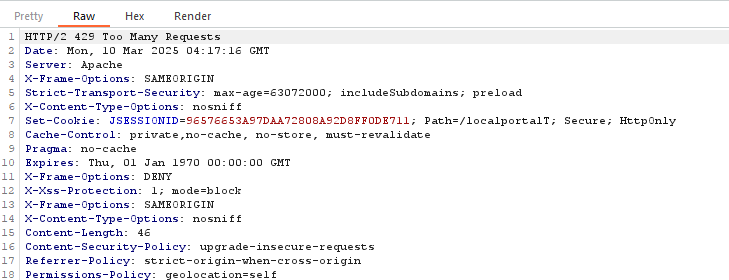 Pretty Raw Hex Render
1 HTTP/2 429 Too Many Requests
2 Date: Mon, 10 Mar 2025 04:17:16 GMT
3 Server: Apache
4 X-Frame-Options: SAMEORIGIN
5 Strict-Transport-Security: max-age=63072000; includeSubdomains; preload
6 X-Content-Type-Options: nosniff
7 Set-Cookie: JSESSIONID=96576653A97DAA72808A92D8FF0DE711; Path=/localportalT; Secure; HttpOnly
8 Cache-Control: private,no-cache, no-store, must-revalidate
9 Pragma: no-cache
10 Expires: Thu, 01 Jan 1970 00:00:00 GMT
11 X-Frame-Options: DENY
12 X-Xss-Protection: 1; mode=block
13 X-Frame-Options: SAMEORIGIN
14 X-Content-Type-Options: nosniff
15 Content-Length: 46
16 Content-Security-Policy: upgrade-insecure-requests
17 Referrer-Policy: strict-origin-when-cross-origin
18 Permissions-Policy: geolocation=self